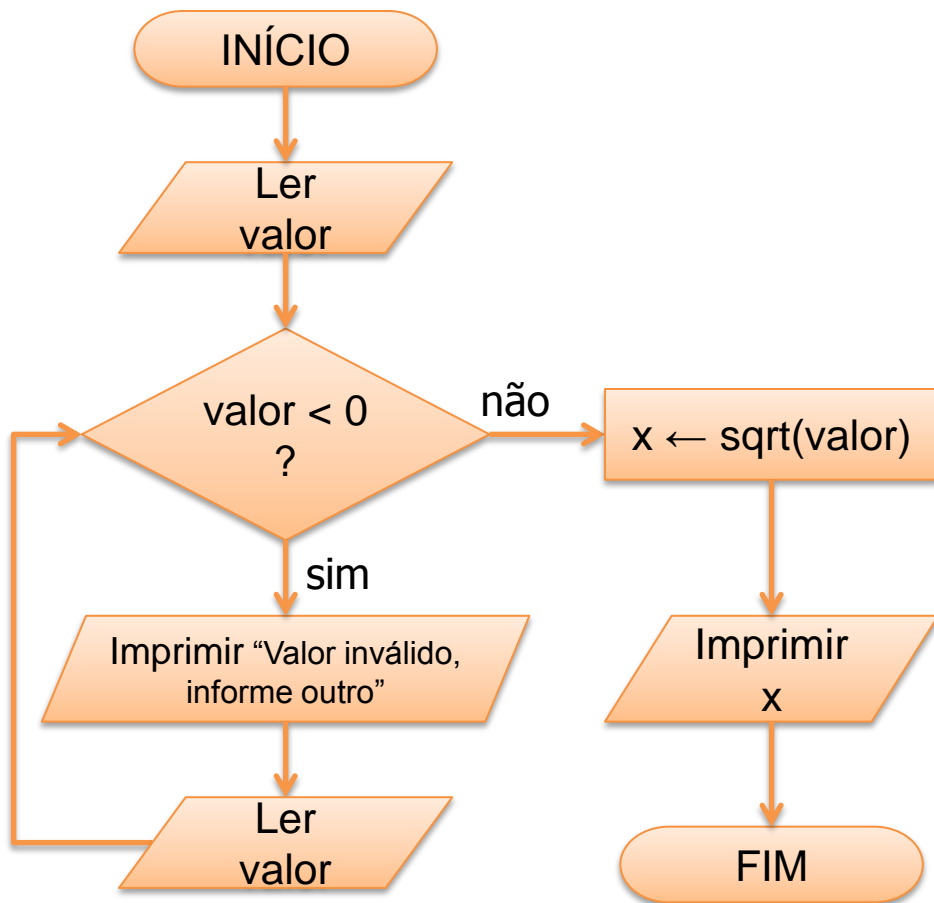 INÍCIO
Ler
valor
valor < 0
?
não
x ← sqrt(valor)
sim
Imprimir “Valor inválido,
informe outro”
Imprimir
x
Ler
valor
FIM